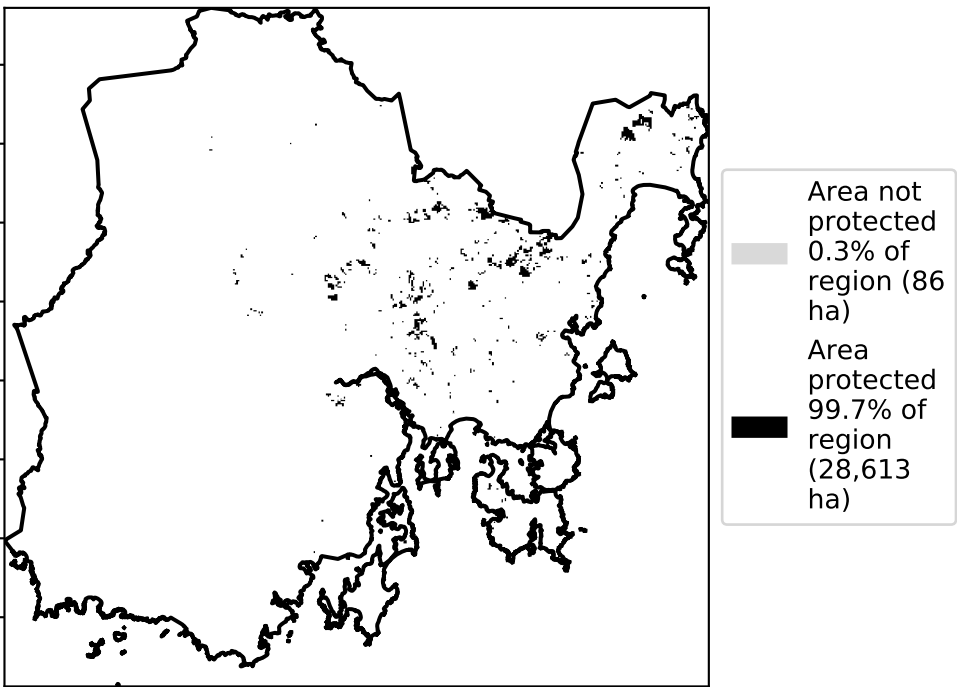 Area not
protected
0.3% of
region (86
ha)
Area
protected
99.7% of
region
(28,613
ha)